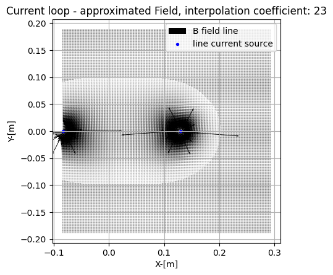 Current loop - approximated Field, interpolation coefficient: 23
B field line
line current source
Y-[m]
0.20
0.15
0.10
0.05
0.00
−0.05
−0.10
−0.15
−0.20
−0.1 0.0 0.1 0.2 0.3
X-[m]